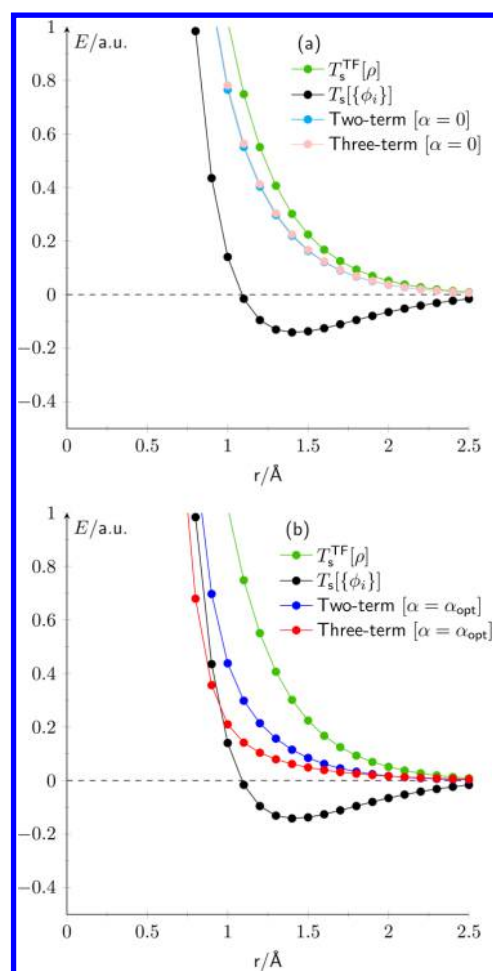 E/a.u.
(a)
1
T_s^TF[ρ]
T_s[{ϕ_i}]
0.8
Two-term [α = 0]
Three-term [α = 0]
0.6
0.4
0.2
0
−0.2
−0.4
0 0.5 1 1.5 2 2.5
r/Å
E/a.u.
(b)
1
T_s^TF[ρ]
T_s[{ϕ_i}]
0.8
Two-term [α = α_opt]
Three-term [α = α_opt]
0.6
0.4
0.2
0
−0.2
−0.4
0 0.5 1 1.5 2 2.5
r/Å